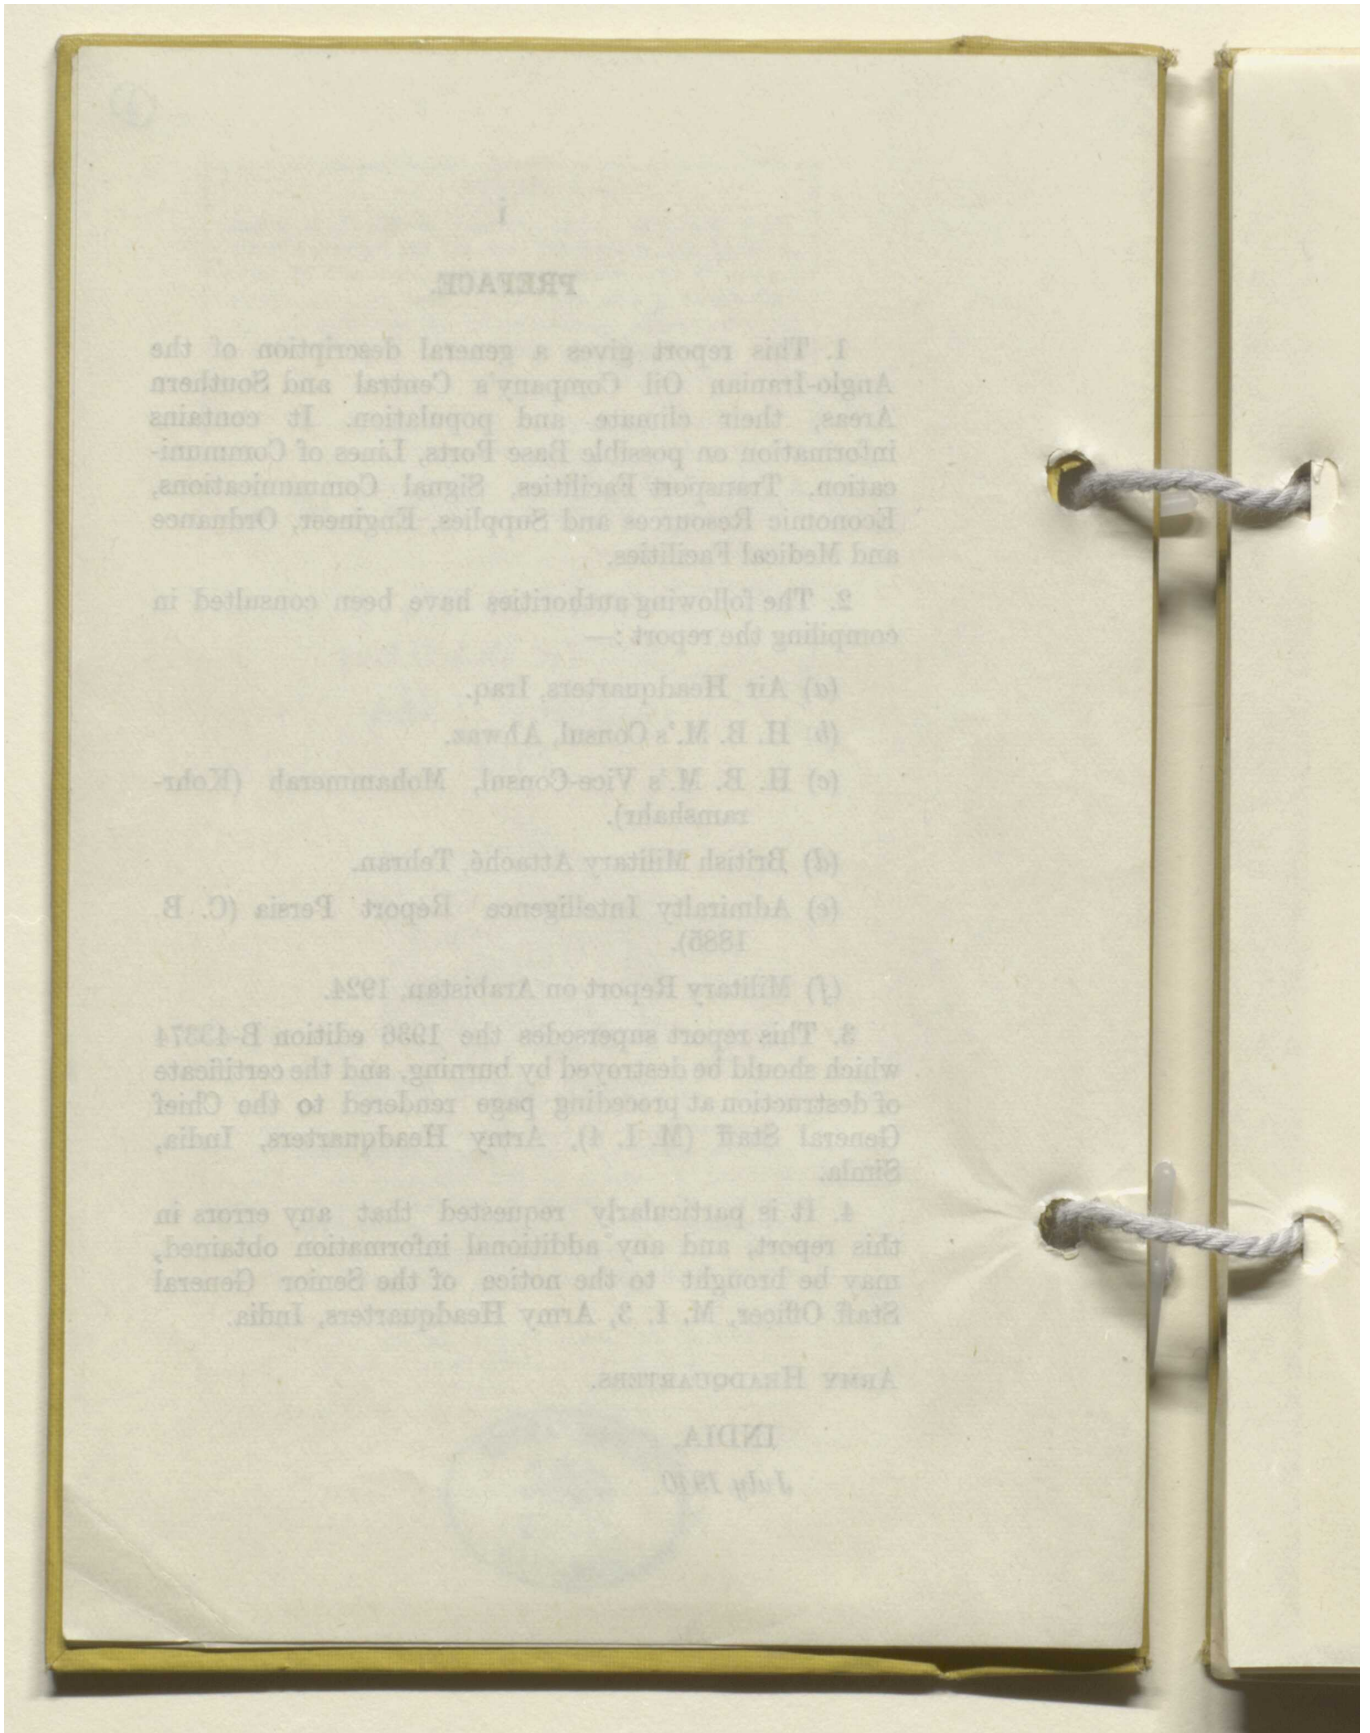 i
PREFACE.
1. This report gives a general description of the
Anglo-Iranian Oil Company's Central and Southern
Areas, their climate and population. It contains
information on possible Base Ports, Lines of Communi-
cation, Transport Facilities, Signal Communications,
Economic Resources and Supplies, Engineer, Ordnance
and Medical Facilities.
2. The following authorities have been consulted in
compiling the report :—
(a) Air Headquarters, Iraq.
(b) H. B. M.'s Consul, Ahwaz.
(c) H. B. M.'s Vice-Consul, Mohammerah (Kohr-
ramshahr).
(d) British Military Attaché, Tehran.
(e) Admiralty Intelligence Report Persia (C. B
1885).
(f) Military Report on Arabistan, 1924.
3. This report supersedes the 1936 edition B-43374
which should be destroyed by burning, and the certificate
of destruction at preceding page rendered to the Chief
General Staff (M. I. 4), Army Headquarters, India,
Simla.
4. It is particularly requested that any errors in
this report, and any additional information obtained,
may be brought to the notice of the Senior General
Staff Officer, M. I. 3, Army Headquarters, India.
ARMY HEADQUARTERS.
INDIA.
July 1940.